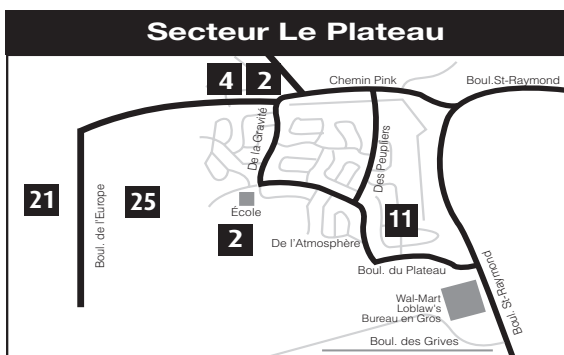 Secteur Le Plateau
4 2
Chemin Pink
Boul.St-Raymond
De la Gravité
Des Peupliers
21
Boul. de l'Europe
25
École
2
11
De l'Atmosphère
Boul. du Plateau
Boul. St-Raymond
Wal-Mart
Loblaw's
Bureau en Gros
Boul. des Grives